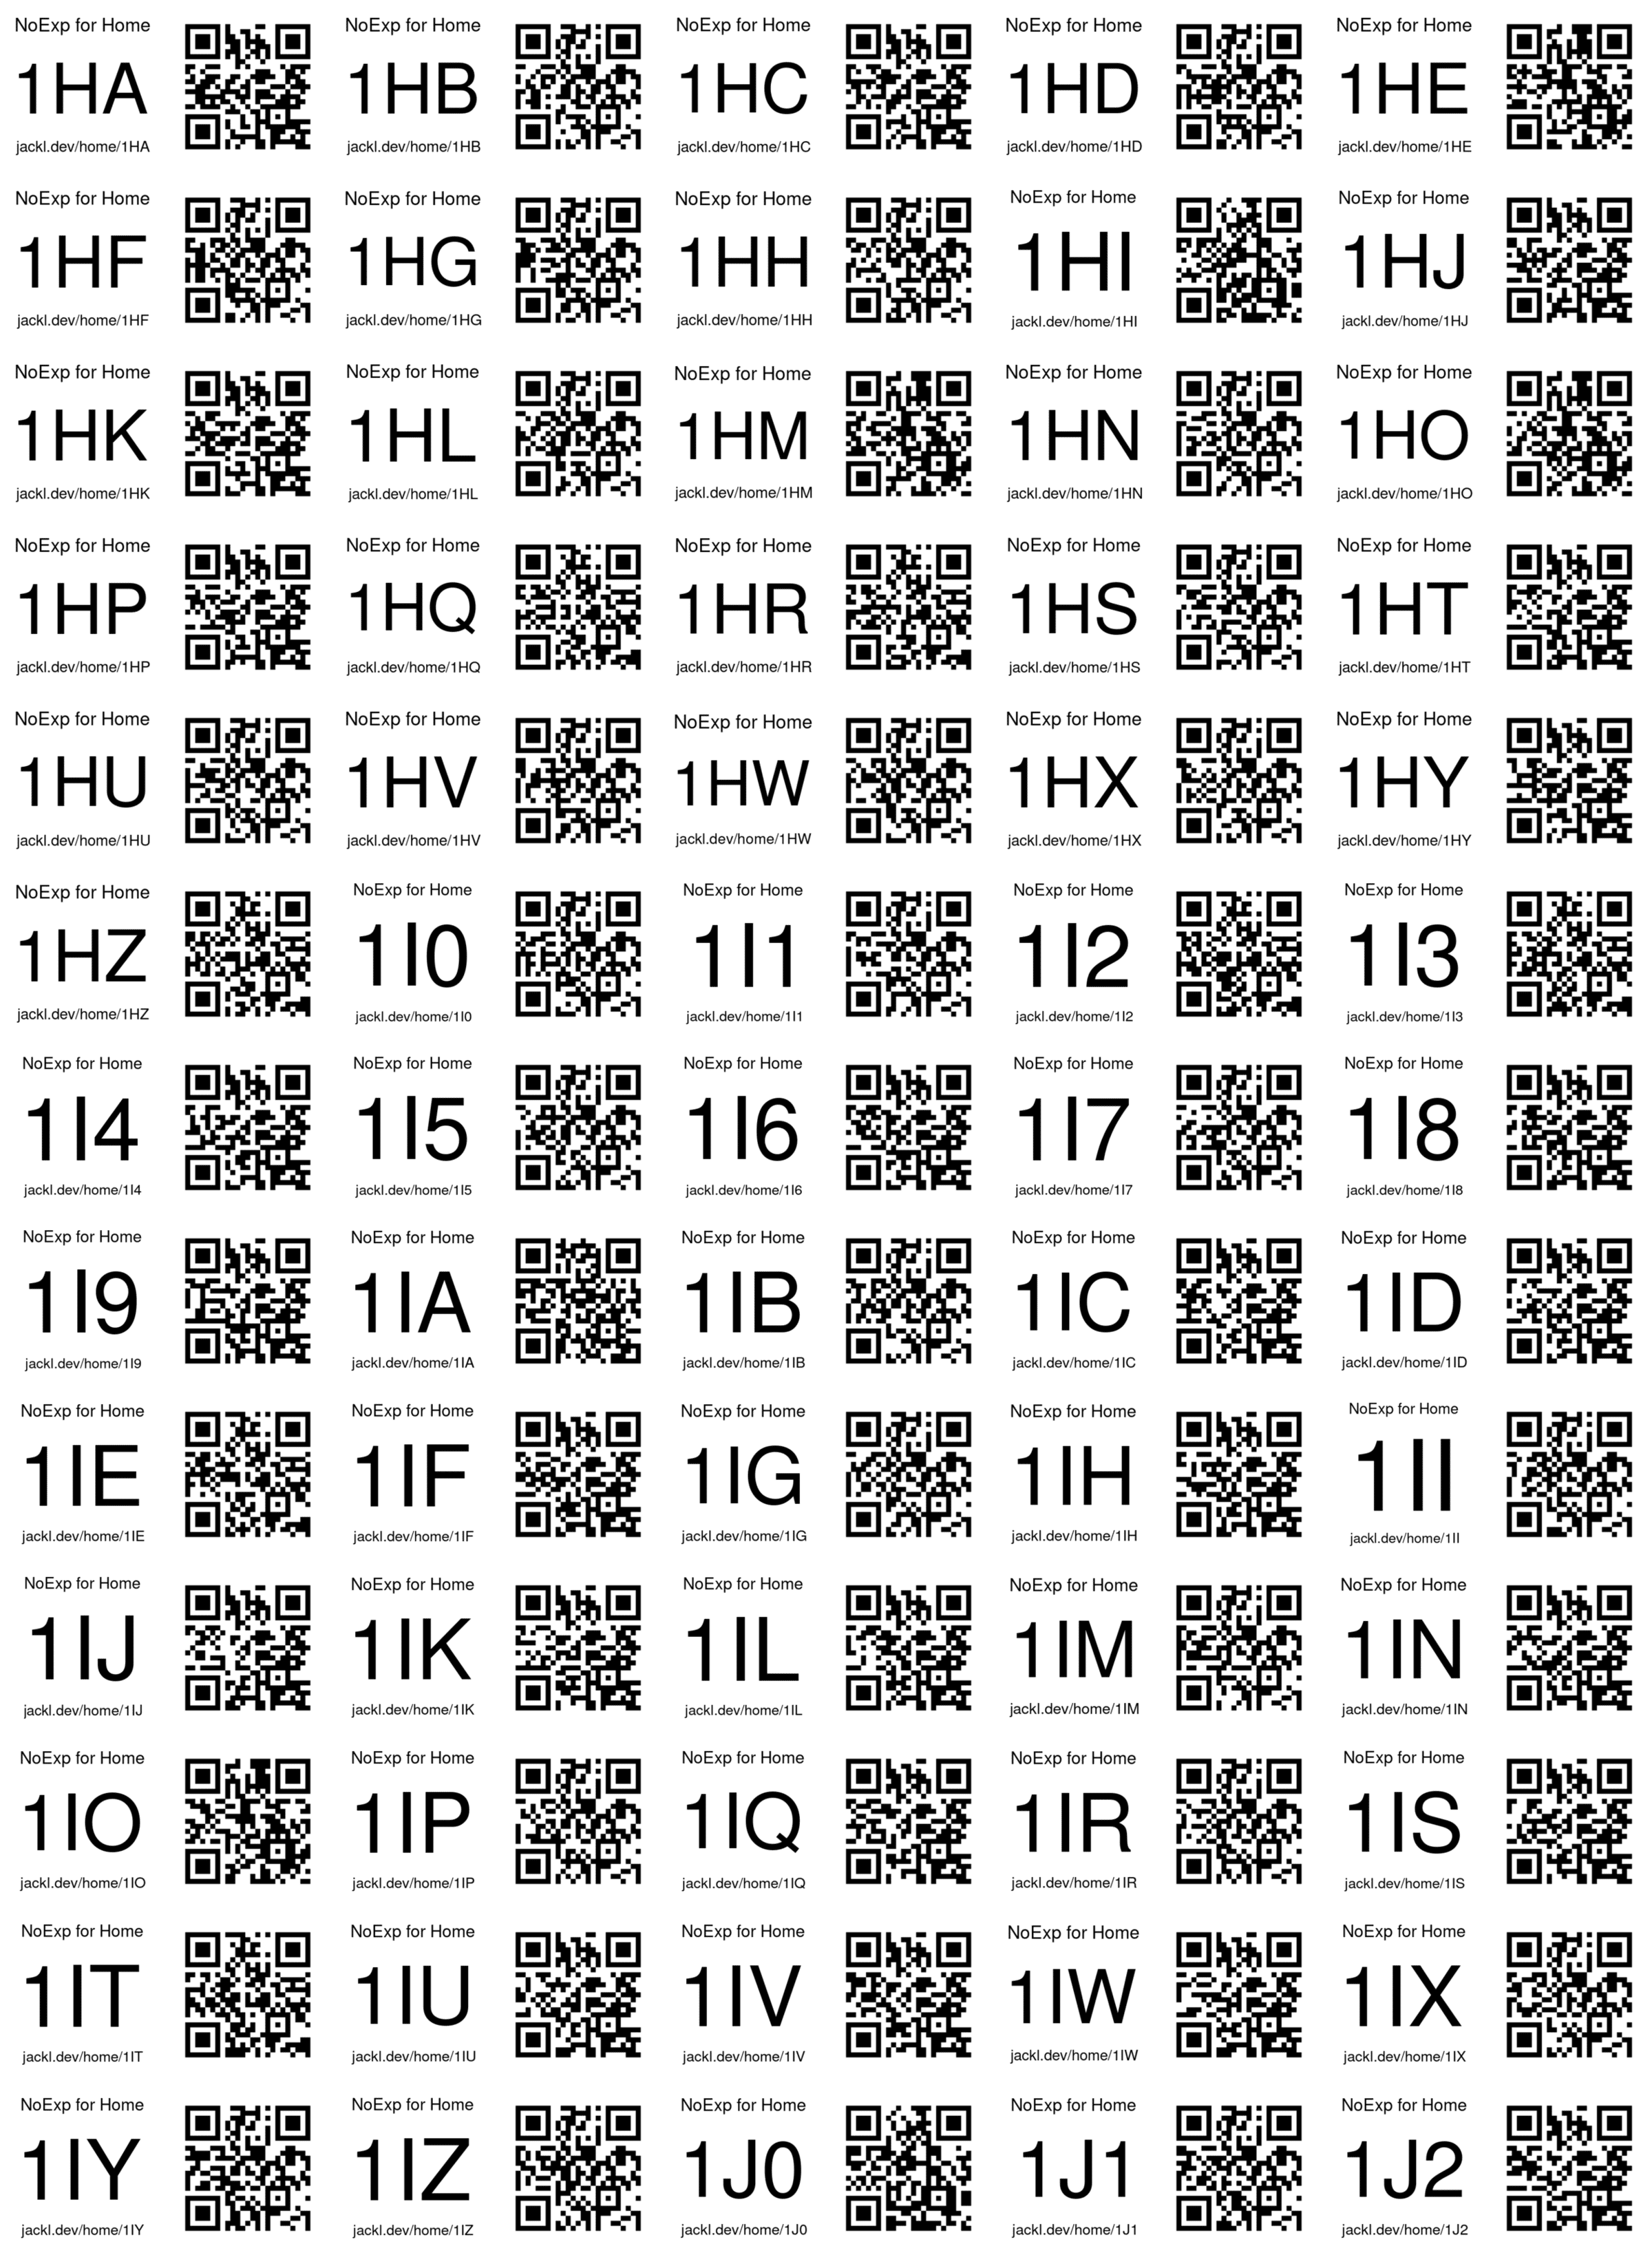 NoExp for Home
1HA
jackl.dev/home/1HA
NoExp for Home
1HB
jackl.dev/home/1HB
NoExp for Home
1HC
jackl.dev/home/1HC
NoExp for Home
1HD
jackl.dev/home/1HD
NoExp for Home
1HE
jackl.dev/home/1HE
NoExp for Home
1HF
jackl.dev/home/1HF
NoExp for Home
1HG
jackl.dev/home/1HG
NoExp for Home
1HH
jackl.dev/home/1HH
NoExp for Home
1HI
jackl.dev/home/1HI
NoExp for Home
1HJ
jackl.dev/home/1HJ
NoExp for Home
1HK
jackl.dev/home/1HK
NoExp for Home
1HL
jackl.dev/home/1HL
NoExp for Home
1HM
jackl.dev/home/1HM
NoExp for Home
1HN
jackl.dev/home/1HN
NoExp for Home
1HO
jackl.dev/home/1HO
NoExp for Home
1HP
jackl.dev/home/1HP
NoExp for Home
1HQ
jackl.dev/home/1HQ
NoExp for Home
1HR
jackl.dev/home/1HR
NoExp for Home
1HS
jackl.dev/home/1HS
NoExp for Home
1HT
jackl.dev/home/1HT
NoExp for Home
1HU
jackl.dev/home/1HU
NoExp for Home
1HV
jackl.dev/home/1HV
NoExp for Home
1HW
jackl.dev/home/1HW
NoExp for Home
1HX
jackl.dev/home/1HX
NoExp for Home
1HY
jackl.dev/home/1HY
NoExp for Home
1HZ
jackl.dev/home/1HZ
NoExp for Home
1I0
jackl.dev/home/1I0
NoExp for Home
1I1
jackl.dev/home/1I1
NoExp for Home
1I2
jackl.dev/home/1I2
NoExp for Home
1I3
jackl.dev/home/1I3
NoExp for Home
1I4
jackl.dev/home/1I4
NoExp for Home
1I5
jackl.dev/home/1I5
NoExp for Home
1I6
jackl.dev/home/1I6
NoExp for Home
1I7
jackl.dev/home/1I7
NoExp for Home
1I8
jackl.dev/home/1I8
NoExp for Home
1I9
jackl.dev/home/1I9
NoExp for Home
1IA
jackl.dev/home/1IA
NoExp for Home
1IB
jackl.dev/home/1IB
NoExp for Home
1IC
jackl.dev/home/1IC
NoExp for Home
1ID
jackl.dev/home/1ID
NoExp for Home
1IE
jackl.dev/home/1IE
NoExp for Home
1IF
jackl.dev/home/1IF
NoExp for Home
1IG
jackl.dev/home/1IG
NoExp for Home
1IH
jackl.dev/home/1IH
NoExp for Home
1II
jackl.dev/home/1II
NoExp for Home
1IJ
jackl.dev/home/1IJ
NoExp for Home
1IK
jackl.dev/home/1IK
NoExp for Home
1IL
jackl.dev/home/1IL
NoExp for Home
1IM
jackl.dev/home/1IM
NoExp for Home
1IN
jackl.dev/home/1IN
NoExp for Home
1IO
jackl.dev/home/1IO
NoExp for Home
1IP
jackl.dev/home/1IP
NoExp for Home
1IQ
jackl.dev/home/1IQ
NoExp for Home
1IR
jackl.dev/home/1IR
NoExp for Home
1IS
jackl.dev/home/1IS
NoExp for Home
1IT
jackl.dev/home/1IT
NoExp for Home
1IU
jackl.dev/home/1IU
NoExp for Home
1IV
jackl.dev/home/1IV
NoExp for Home
1IW
jackl.dev/home/1IW
NoExp for Home
1IX
jackl.dev/home/1IX
NoExp for Home
1IY
jackl.dev/home/1IY
NoExp for Home
1IZ
jackl.dev/home/1IZ
NoExp for Home
1J0
jackl.dev/home/1J0
NoExp for Home
1J1
jackl.dev/home/1J1
NoExp for Home
1J2
jackl.dev/home/1J2